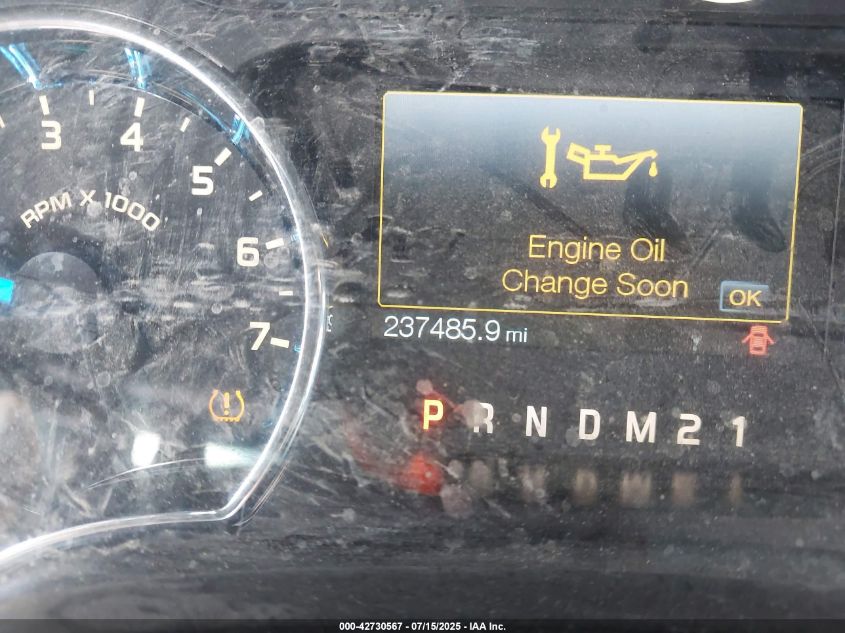 3
4
5
6
7
RPM X 1000
Engine Oil
Change Soon
OK
237485.9 mi
P R N D M 2 1
000-42730567 - 07/15/2025 - IAA Inc.